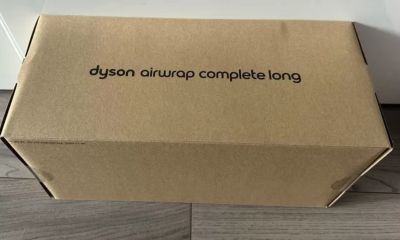 dyson airwrap complete long